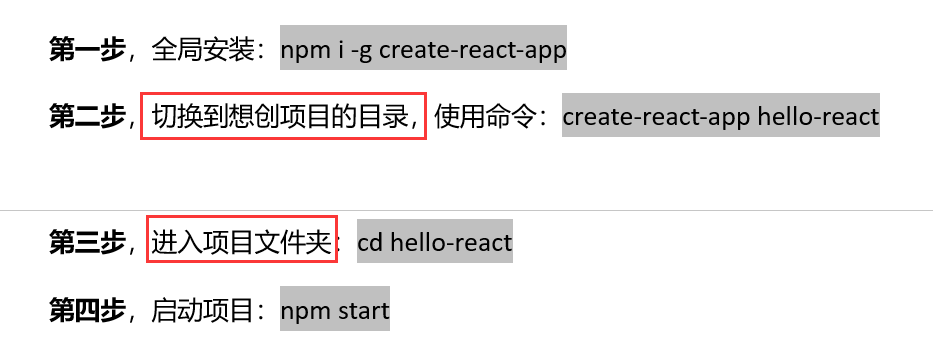 第一步，全局安装：npm i -g create-react-app
第二步，切换到想创项目的目录，使用命令：create-react-app hello-react
第三步，进入项目文件夹：cd hello-react
第四步，启动项目：npm start